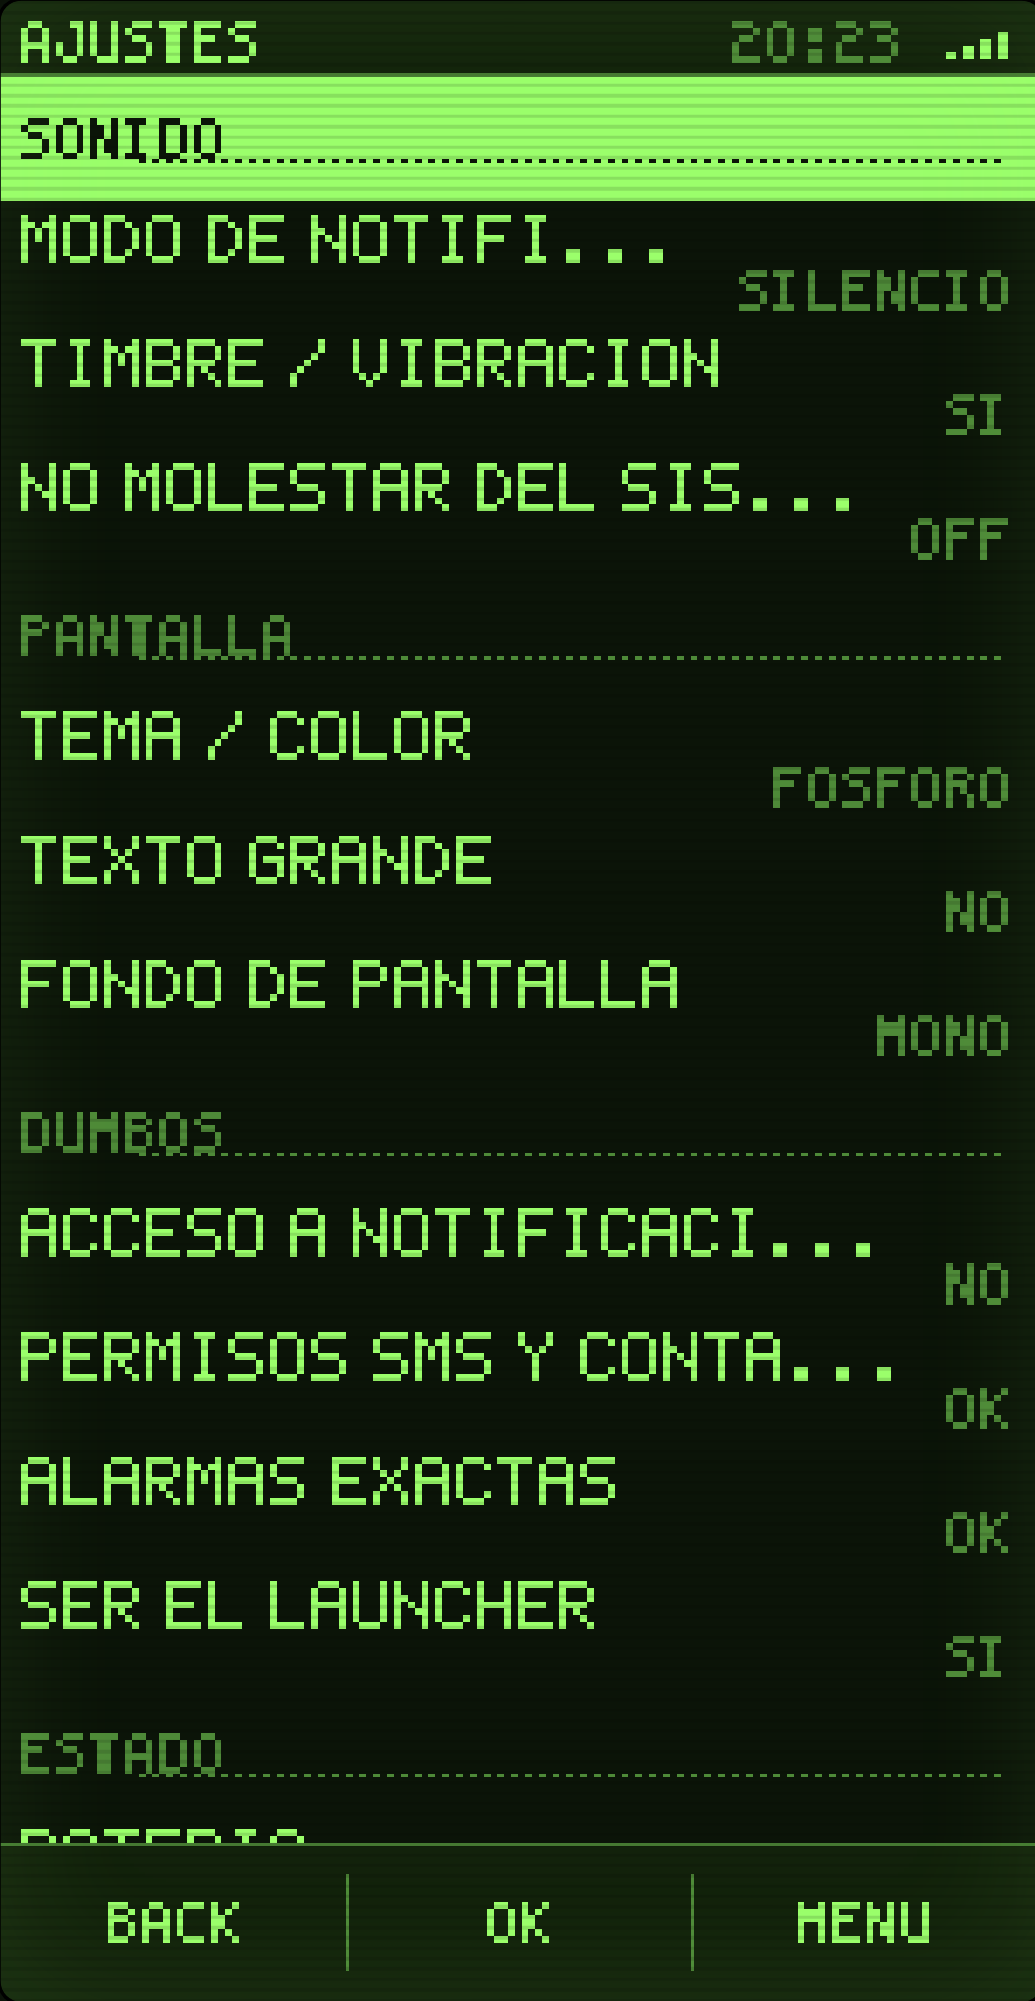 AJUSTES 20:23
SONIDO
MODO DE NOTIFI...
SILENCIO
TIMBRE / VIBRACION
SI
NO MOLESTAR DEL SIS...
OFF
PANTALLA
TEMA / COLOR
FOSFORO
TEXTO GRANDE
NO
FONDO DE PANTALLA
MONO
DUMBOS
ACCESO A NOTIFICACI...
NO
PERMISOS SMS Y CONTA...
OK
ALARMAS EXACTAS
OK
SER EL LAUNCHER
SI
ESTADO
BACK OK MENU